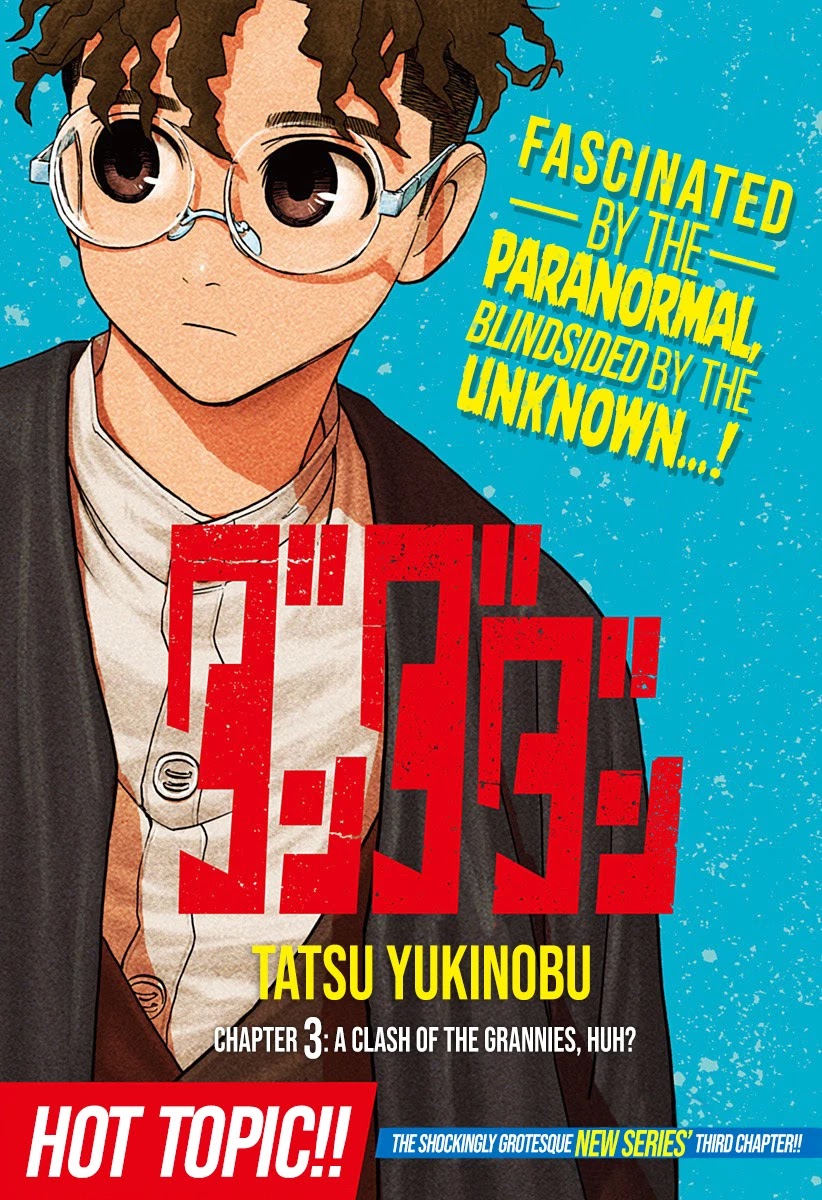 FASCINATED
BY THE
PARANORMAL,
BLINDSIDED BY THE
UNKNOWN...!
ダンダダン
TATSU YUKINOBU
CHAPTER 3: A CLASH OF THE GRANNIES, HUH?
HOT TOPIC!!
THE SHOCKINGLY GROTESQUE NEW SERIES' THIRD CHAPTER!!